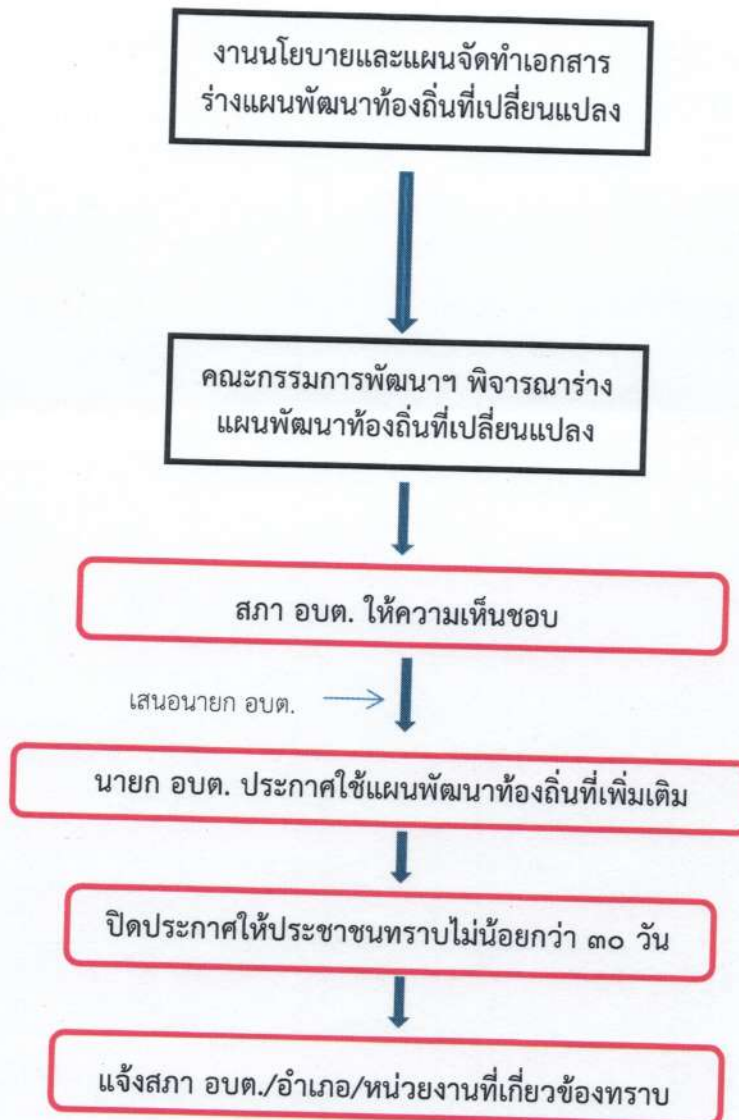 งานนโยบายและแผนจัดทำเอกสาร
ร่างแผนพัฒนาท้องถิ่นที่เปลี่ยนแปลง
คณะกรรมการพัฒนาฯ พิจารณาร่าง
แผนพัฒนาท้องถิ่นที่เปลี่ยนแปลง
สภา อบต. ให้ความเห็นชอบ
เสนอนายก อบต.
นายก อบต. ประกาศใช้แผนพัฒนาท้องถิ่นที่เพิ่มเติม
ปิดประกาศให้ประชาชนทราบไม่น้อยกว่า ๓๐ วัน
แจ้งสภา อบต./อำเภอ/หน่วยงานที่เกี่ยวข้องทราบ